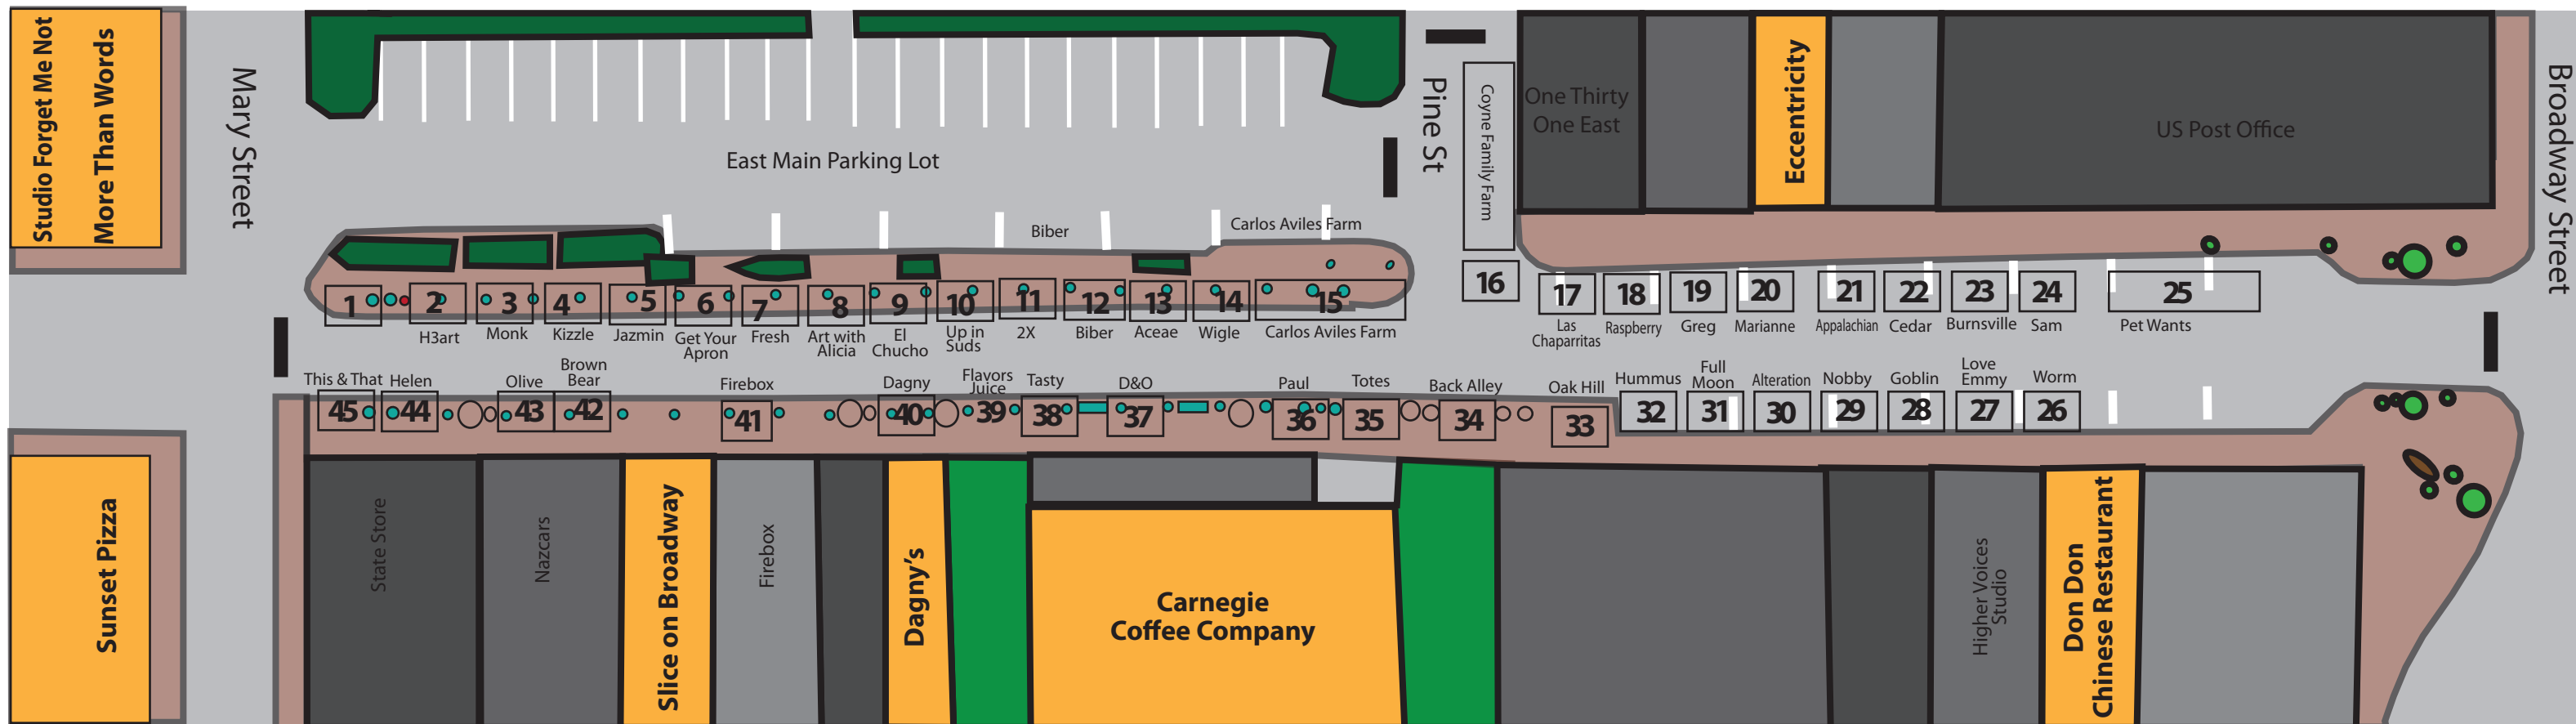 Studio Forget Me Not
More Than Words
Mary Street
East Main Parking Lot
Pine St
Coyne Family Farm
One Thirty
One East
Eccentricity
US Post Office
Broadway Street
Biber
Carlos Aviles Farm
1
2
3
4
5
6
7
8
9
10
11
12
13
14
15
16
17
18
19
20
21
22
23
24
25
H3art
Monk
Kizzle
Jazmin
Get Your
Apron
Fresh
Art with
Alicia
El
Chucho
Up in
Suds
2X
Biber
Aceae
Wigle
Carlos Aviles Farm
Las
Chaparritas
Raspberry
Greg
Marianne
Appalachian
Cedar
Burnsville
Sam
Pet Wants
This & That
Helen
Olive
Brown
Bear
Firebox
Dagny
Flavors
Juice
Tasty
D&O
Paul
Totes
Back Alley
Oak Hill
Hummus
Full
Moon
Alteration
Nobby
Goblin
Love
Emmy
Worm
45
44
43
42
41
40
39
38
37
36
35
34
33
32
31
30
29
28
27
26
Sunset Pizza
State Store
Nazcars
Slice on Broadway
Firebox
Dagny's
Carnegie
Coffee Company
Higher Voices
Studio
Don Don
Chinese Restaurant